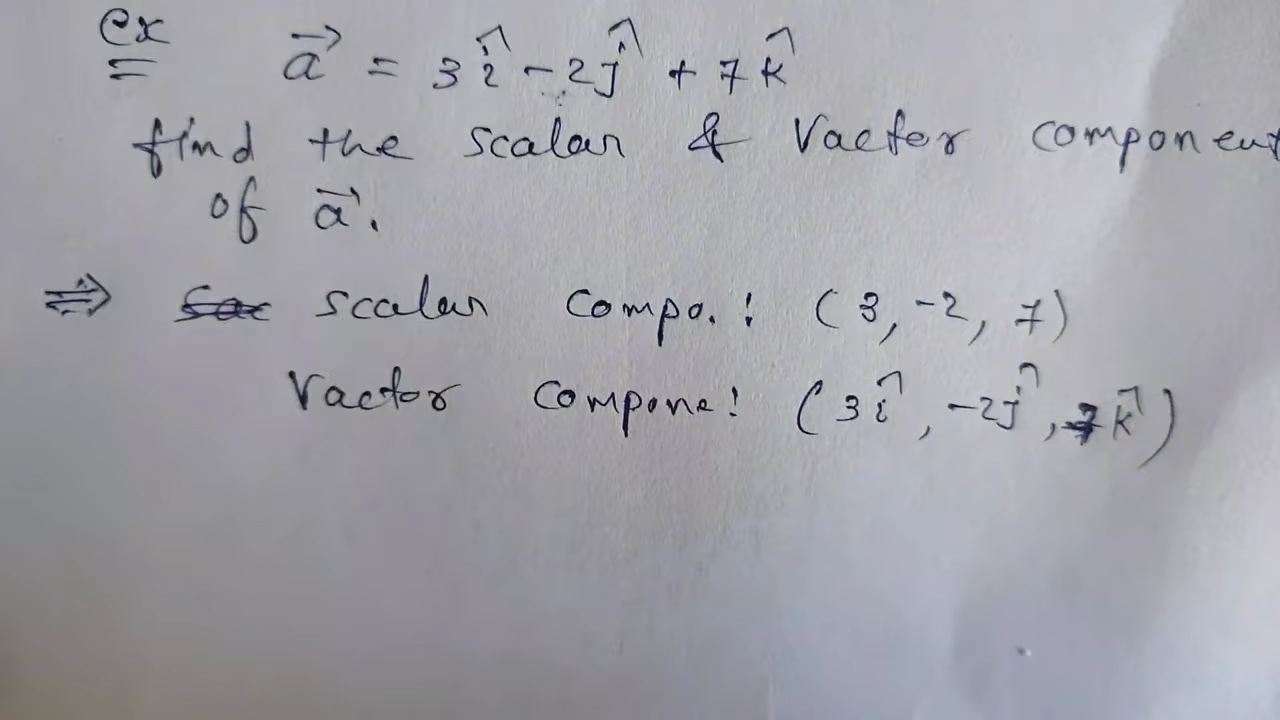 ex a⃗ = 3î - 2ĵ + 7k̂
find the scalar & Vactor component
of a⃗.
⇒ scalar compo. : (3, -2, 7)
Vactor compone : (3î, -2ĵ, 7k̂)